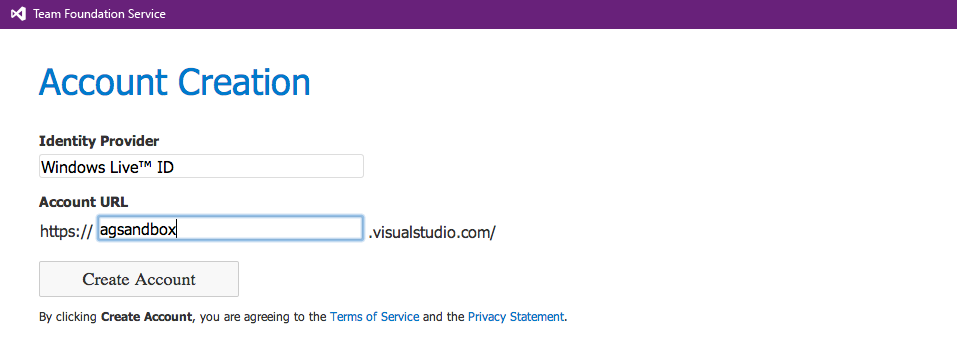 Team Foundation Service
Account Creation
Identity Provider
Windows Live™ ID
Account URL
https:// agsandbox .visualstudio.com/
Create Account
By clicking Create Account, you are agreeing to the Terms of Service and the Privacy Statement.